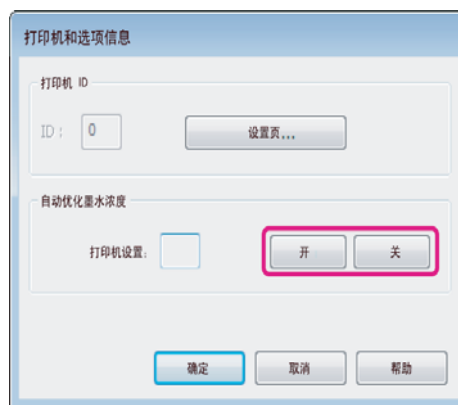 打印机和选项信息
打印机 ID
ID： 0 设置页...
自动优化墨水浓度
打印机设置： 开 关
确定 取消 帮助